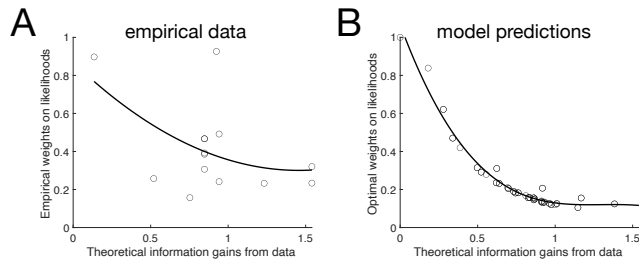 A
empirical data
1
0.8
0.6
0.4
0.2
0
0
0.5
1
1.5
Empirical weights on likelihoods
Theoretical information gains from data
B
model predictions
1
0.8
0.6
0.4
0.2
0
0
0.5
1
1.5
Optimal weights on likelihoods
Theoretical information gains from data